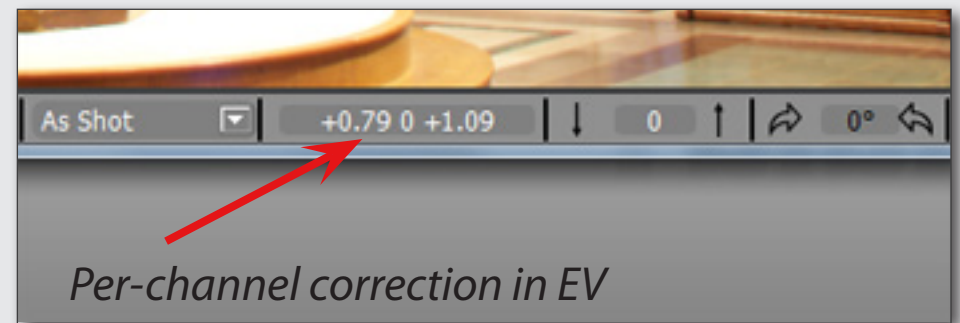 As Shot +0.79 0 +1.09 0 0°
Per-channel correction in EV